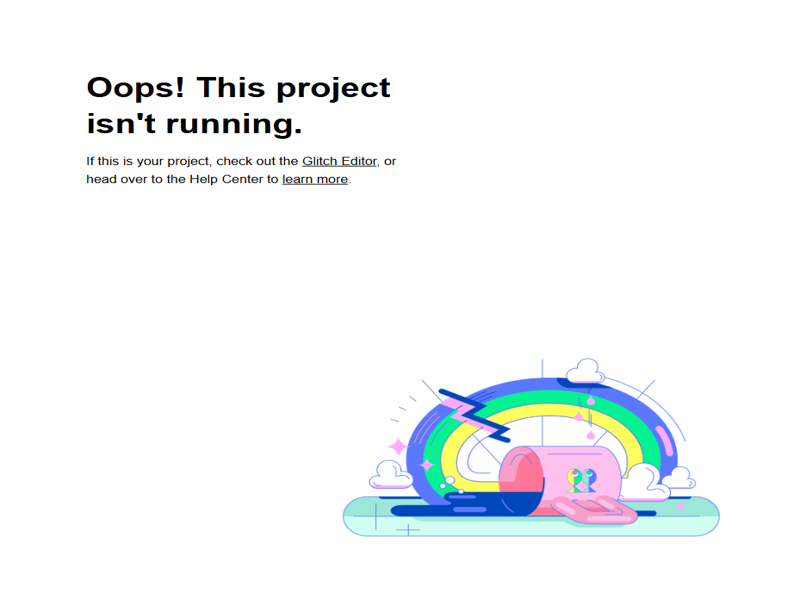 Oops! This project
isn't running.
If this is your project, check out the Glitch Editor, or
head over to the Help Center to learn more.